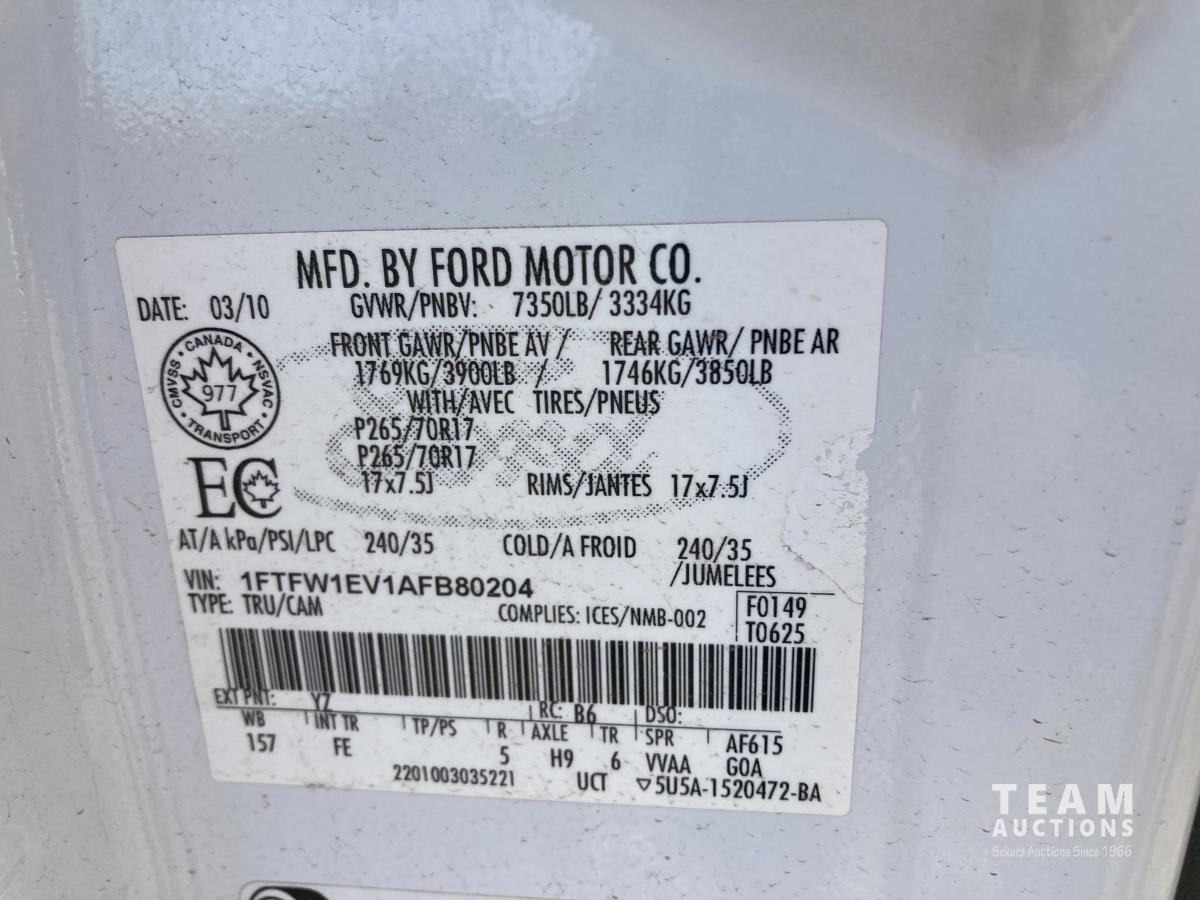 MFD. BY FORD MOTOR CO.
DATE: 03/10 GVWR/PNBV: 7350LB/ 3334KG
FRONT GAWR/PNBE AV / REAR GAWR/ PNBE AR
1769KG/3900LB / 1746KG/3850LB
WITH/AVEC TIRES/PNEUS
P265/70R17
P265/70R17
17x7.5J RIMS/JANTES 17x7.5J
CMVSS • CANADA • NSVAC • TRANSPORT •
977
EC
AT/A kPa/PSI/LPC 240/35 COLD/A FROID 240/35
/JUMELEES
VIN: 1FTFW1EV1AFB80204
TYPE: TRU/CAM COMPLIES: ICES/NMB-002
F0149
T0625
EXT PNT: YZ RC: B6 DSO:
WB INT TR TP/PS R AXLE TR SPR AF615
157 FE 5 H9 6 VVAA GOA
2201003035221 UCT ▽5U5A-1520472-BA
TEAM
AUCTIONS
Sekura Auctions Since 1966